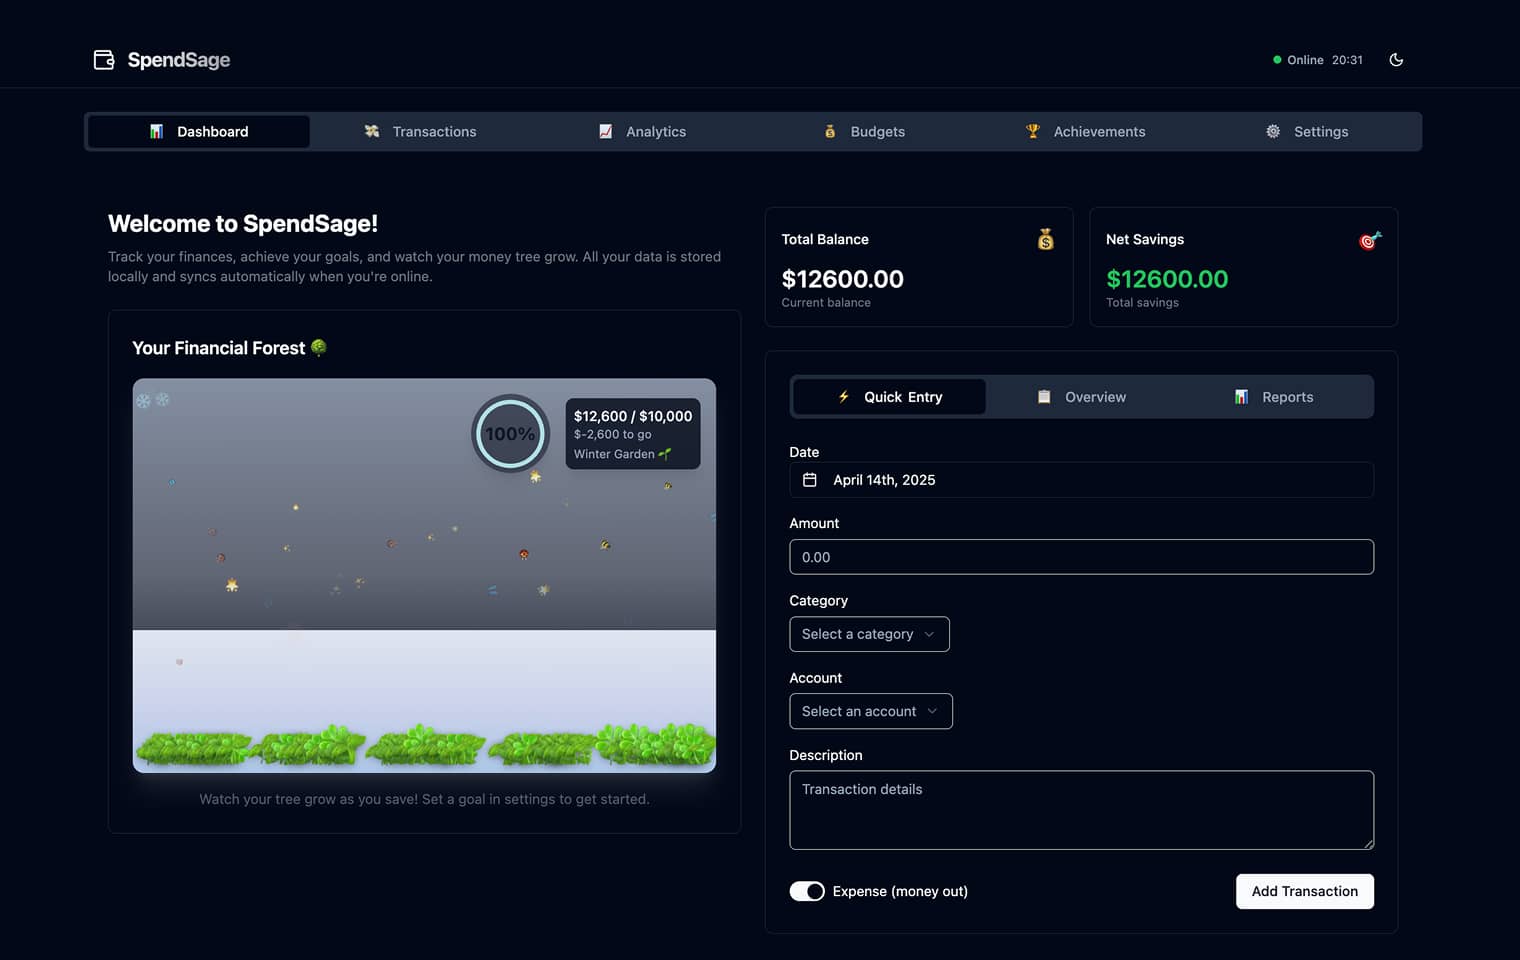 SpendSage
Online 20:31
Dashboard
Transactions
Analytics
Budgets
Achievements
Settings
Welcome to SpendSage!
Track your finances, achieve your goals, and watch your money tree grow. All your data is stored
locally and syncs automatically when you're online.
Your Financial Forest
100%
$12,600 / $10,000
$-2,600 to go
Winter Garden
Watch your tree grow as you save! Set a goal in settings to get started.
Total Balance
$12600.00
Current balance
Net Savings
$12600.00
Total savings
Quick Entry
Overview
Reports
Date
April 14th, 2025
Amount
0.00
Category
Select a category
Account
Select an account
Description
Transaction details
Expense (money out)
Add Transaction